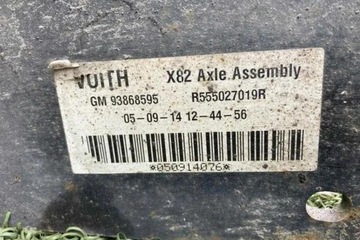 VOITH X82 Axle Assembly
GM 93868595 R555027019R
05-09-14 12-44-56
*050914076*